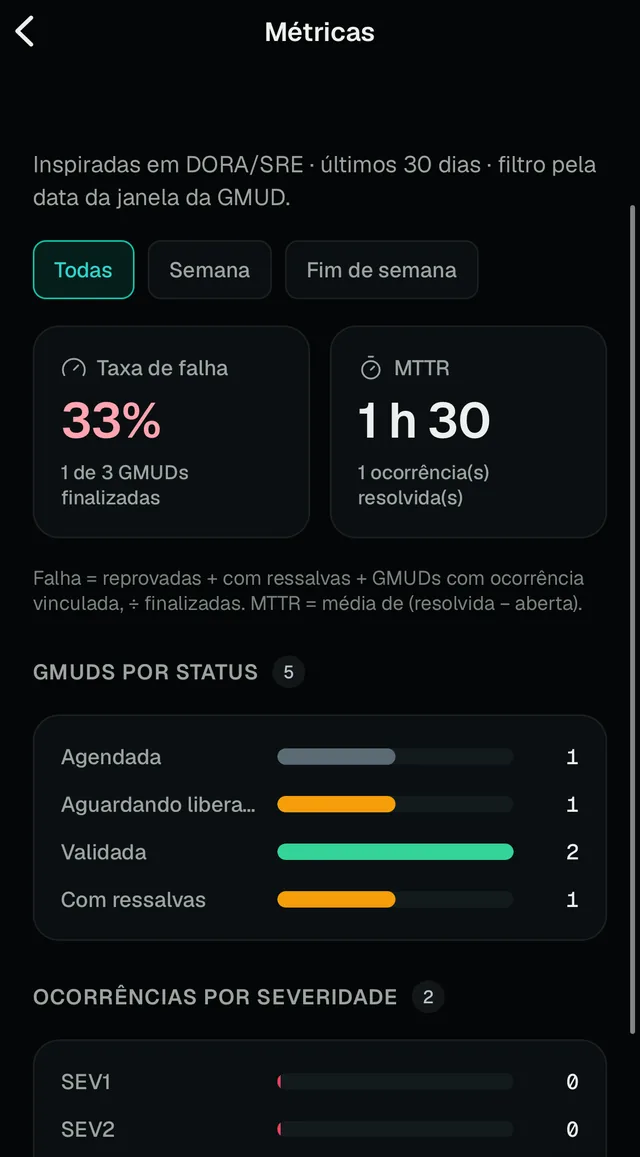 Métricas
Inspiradas em DORA/SRE · últimos 30 dias · filtro pela
data da janela da GMUD.
Todas
Semana
Fim de semana
Taxa de falha
33%
1 de 3 GMUDs
finalizadas
MTTR
1 h 30
1 ocorrência(s)
resolvida(s)
Falha = reprovadas + com ressalvas + GMUDs com ocorrência
vinculada, ÷ finalizadas. MTTR = média de (resolvida – aberta).
GMUDS POR STATUS 5
Agendada 1
Aguardando libera... 1
Validada 2
Com ressalvas 1
OCORRÊNCIAS POR SEVERIDADE 2
SEV1 0
SEV2 0